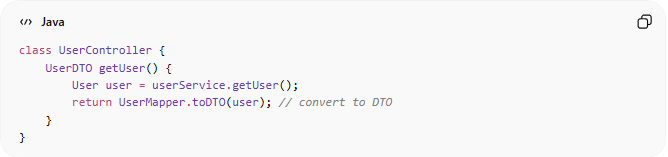 </> Java
class UserController {
    UserDTO getUser() {
        User user = userService.getUser();
        return UserMapper.toDTO(user); // convert to DTO
    }
}